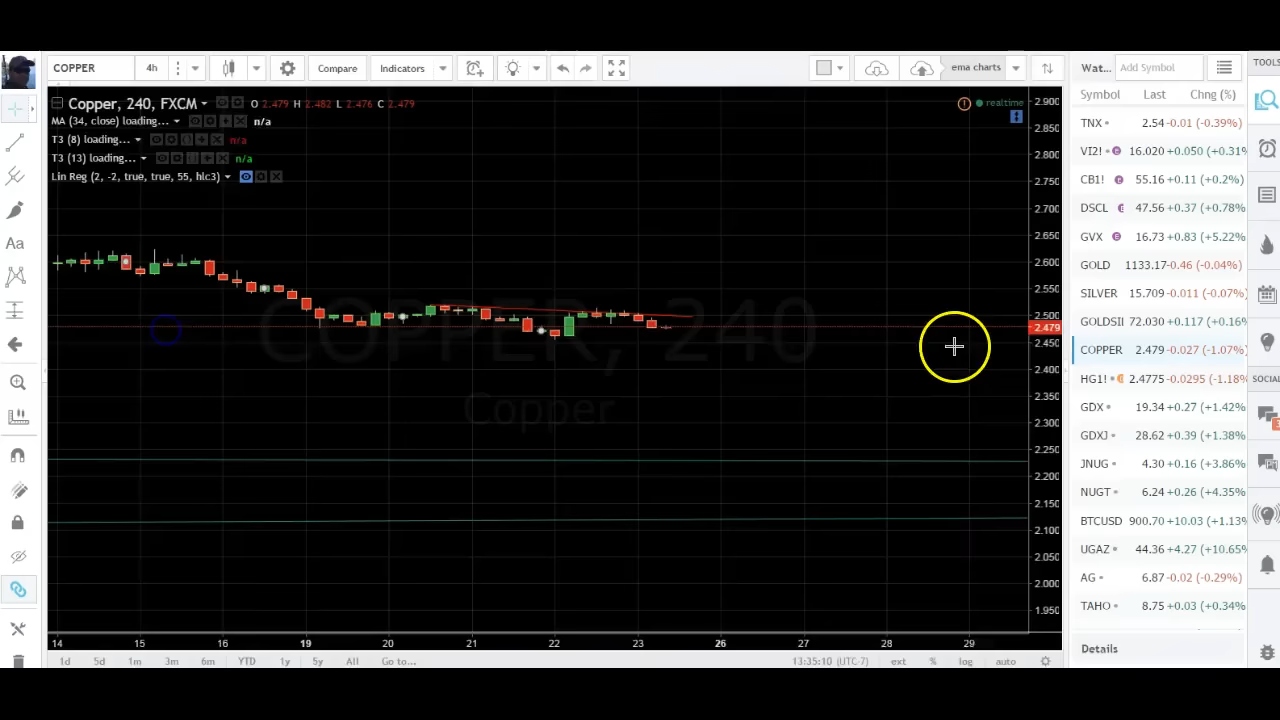 COPPER 4h Compare Indicators ema charts Wat... Add Symbol TOOLS
Symbol Last Chng (%)
Copper, 240, FXCM O 2.479 H 2.482 L 2.476 C 2.479 realtime
MA (34, close) loading... n/a
T3 (8) loading... n/a
T3 (13) loading... n/a
Lin Reg (2, -2, true, true, 55, hlc3)
COPPER, 240
Copper
2.900
2.850
2.800
2.750
2.700
2.650
2.600
2.550
2.500
2.479
2.450
2.400
2.350
2.300
2.250
2.200
2.150
2.100
2.050
2.000
1.950
14 15 16 19 20 21 22 23 26 27 28 29
1d 5d 1m 3m 6m YTD 1y 5y All Go to... 13:35:10 (UTC-7) ext % log auto
TNX 2.54 -0.01 (-0.39%)
VI2! 16.020 +0.050 (+0.31%
CB1! 55.16 +0.11 (+0.2%)
DSCL 47.56 +0.37 (+0.78%)
GVX 16.73 +0.83 (+5.22%)
GOLD 1133.17 -0.46 (-0.04%)
SILVER 15.709 -0.011 (-0.07%)
GOLDSII 72.030 +0.117 (+0.16%
COPPER 2.479 -0.027 (-1.07%)
SOCIAL
HG1! 2.4775 -0.0295 (-1.18%
GDX 19.34 +0.27 (+1.42%)
GDXJ 28.62 +0.39 (+1.38%)
JNUG 4.30 +0.16 (+3.86%)
NUGT 6.24 +0.26 (+4.35%)
BTCUSD 900.70 +10.03 (+1.13%
UGAZ 44.36 +4.27 (+10.65%
AG 6.87 -0.02 (-0.29%)
TAHO 8.75 +0.03 (+0.34%)
Details
Aa